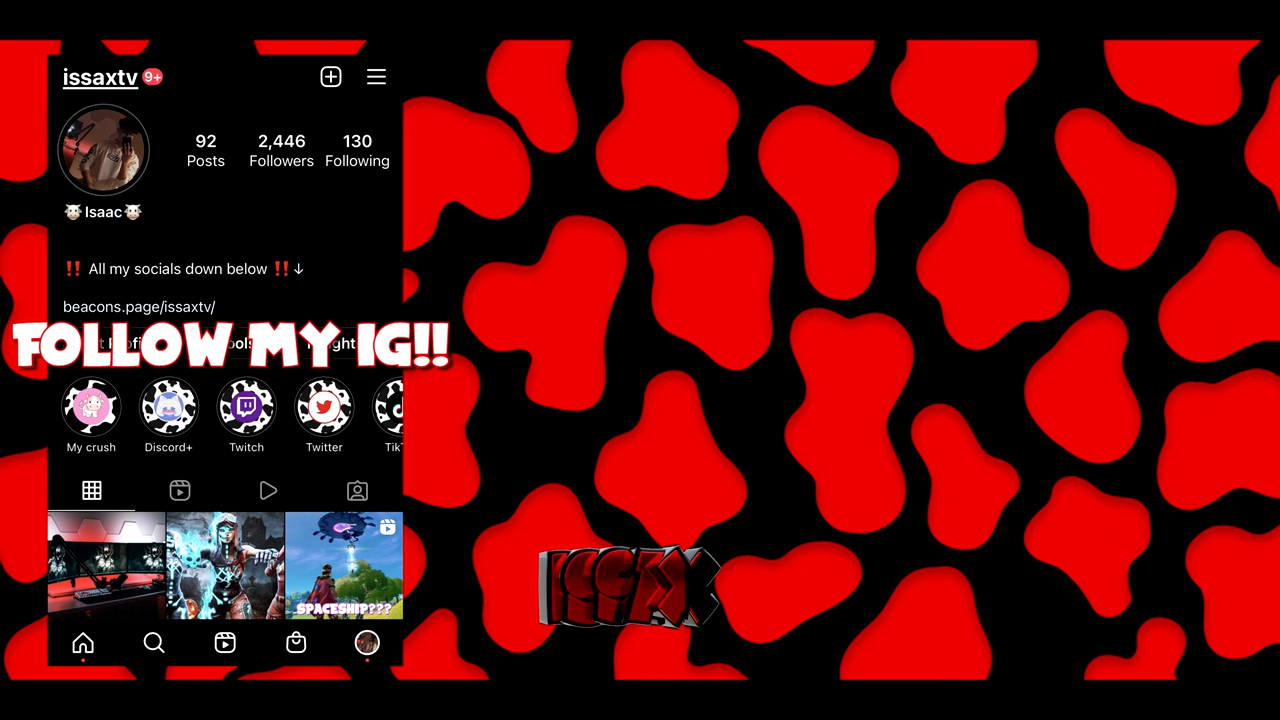 issaxtv 9+
92 2,446 130
Posts Followers Following
Isaac
‼️ All my socials down below ‼️↓
beacons.page/issaxtv/
FOLLOW MY IG!!
My crush Discord+ Twitch Twitter
SPACESHIP???
ISSAX